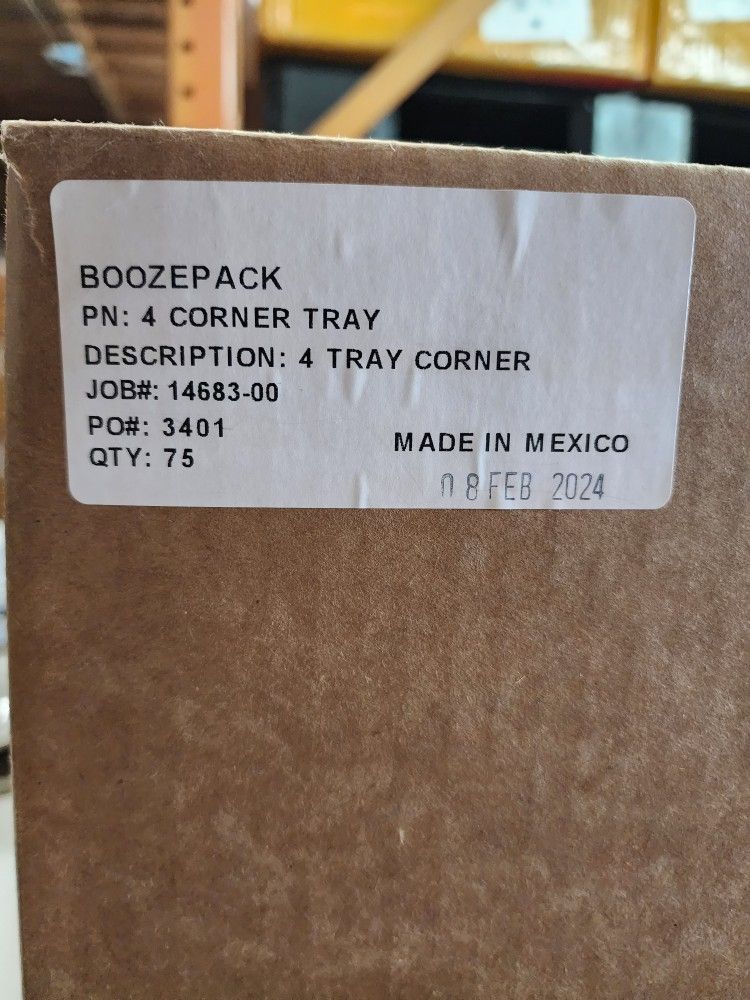 BOOZEPACK
PN: 4 CORNER TRAY
DESCRIPTION: 4 TRAY CORNER
JOB#: 14683-00
PO#: 3401
QTY: 75
MADE IN MEXICO
08 FEB 2024